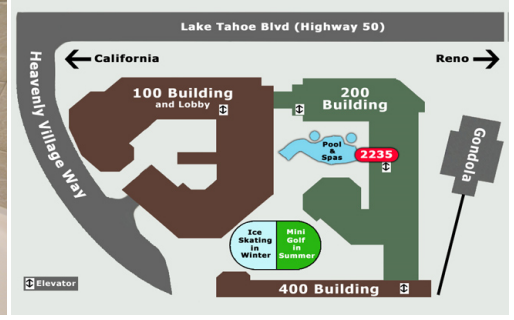 Lake Tahoe Blvd (Highway 50)
California
Reno
Heavenly Village Way
100 Building
and Lobby
200
Building
Pool
&
Spas
2235
Gondola
Ice
Skating
in
Winter
Mini
Golf
in
Summer
Elevator
400 Building